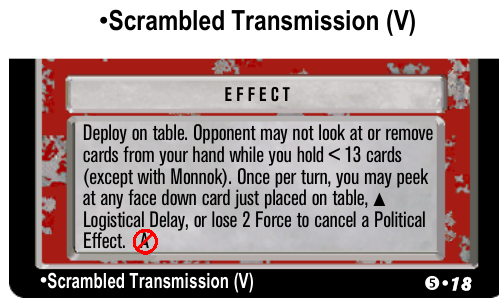 •Scrambled Transmission (V)
EFFECT
Deploy on table. Opponent may not look at or remove
cards from your hand while you hold < 13 cards
(except with Monnok). Once per turn, you may peek
at any face down card just placed on table, ▲
Logistical Delay, or lose 2 Force to cancel a Political
Effect. A
•Scrambled Transmission (V) ❺•18